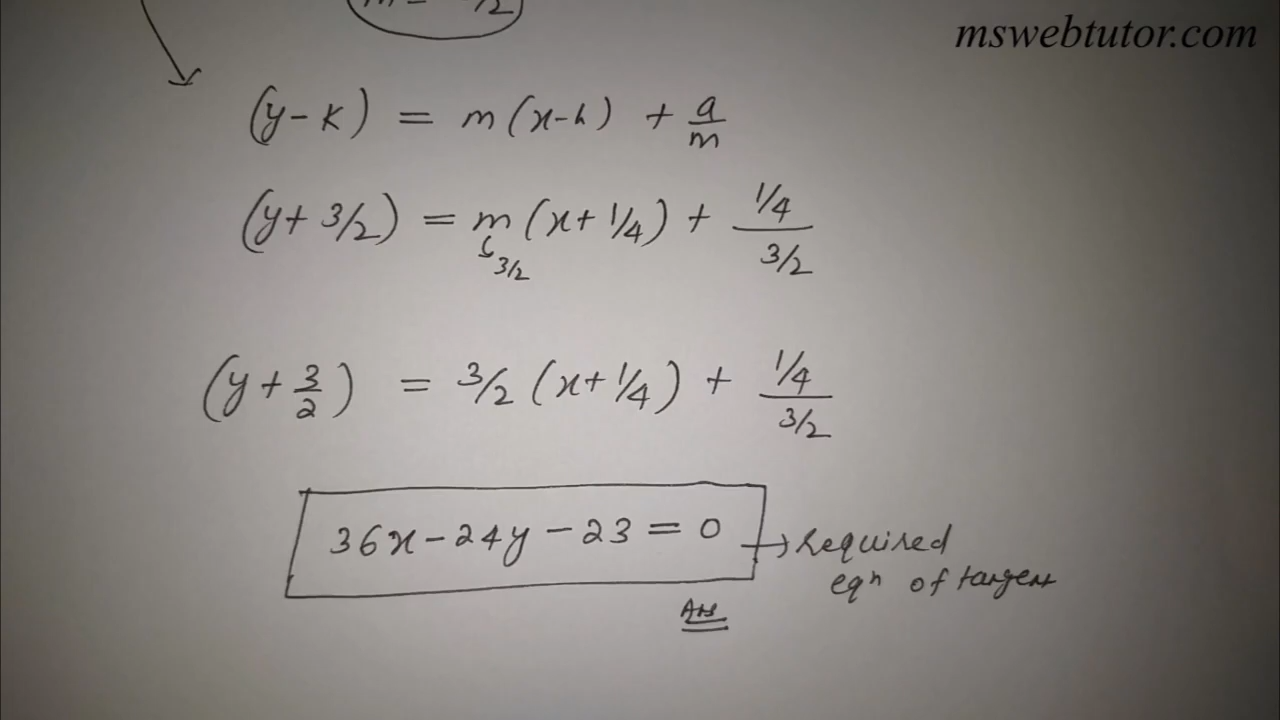 mswebtutor.com
(y-k) = m(x-h) + a/m
(y+ 3/2) = m(x+ 1/4) + 1/4 / 3/2
3/2
(y + 3/2) = 3/2 (x+ 1/4) + 1/4 / 3/2
36x-24y-23=0 → required
eqn of tangent
Ans